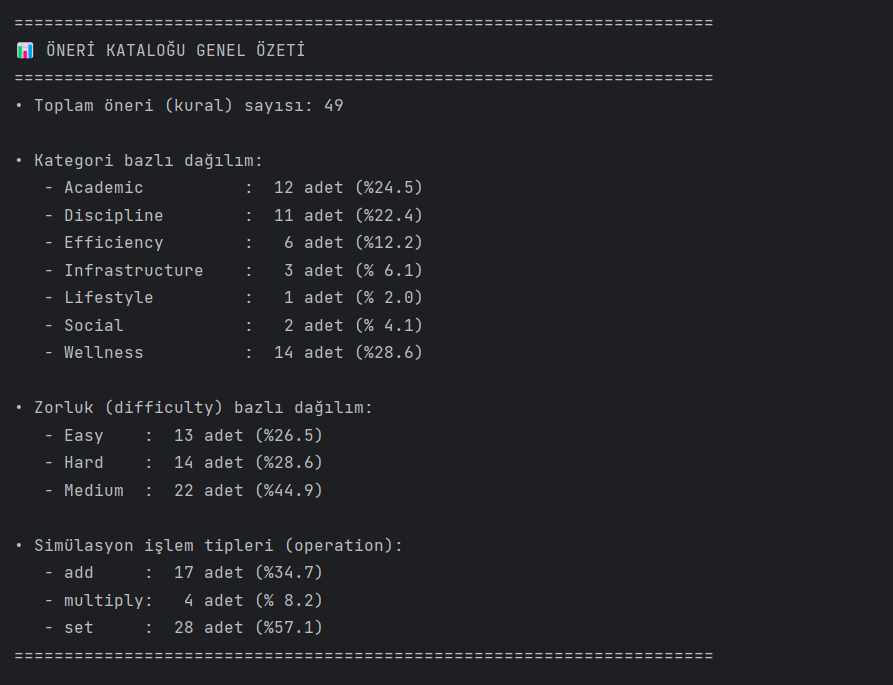 ======================================================================
📊 ÖNERİ KATALOĞU GENEL ÖZETİ
======================================================================
• Toplam öneri (kural) sayısı: 49
• Kategori bazlı dağılım:
   - Academic          :  12 adet (%24.5)
   - Discipline        :  11 adet (%22.4)
   - Efficiency        :   6 adet (%12.2)
   - Infrastructure    :   3 adet (% 6.1)
   - Lifestyle         :   1 adet (% 2.0)
   - Social            :   2 adet (% 4.1)
   - Wellness          :  14 adet (%28.6)
• Zorluk (difficulty) bazlı dağılım:
   - Easy    :  13 adet (%26.5)
   - Hard    :  14 adet (%28.6)
   - Medium  :  22 adet (%44.9)
• Simülasyon işlem tipleri (operation):
   - add     :  17 adet (%34.7)
   - multiply:   4 adet (% 8.2)
   - set     :  28 adet (%57.1)
======================================================================